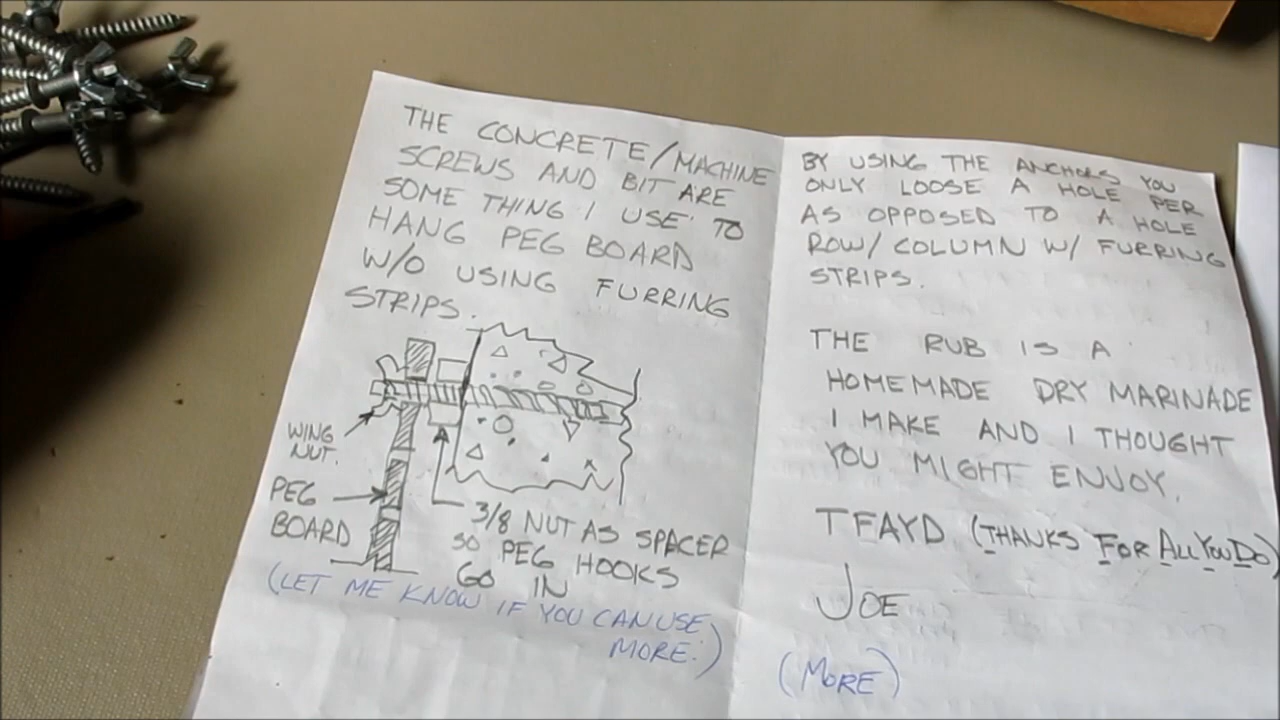 THE CONCRETE/MACHINE
SCREWS AND BIT ARE
SOME THING I USE TO
HANG PEG BOARD
W/O USING FURRING
STRIPS.
WING
NUT.
PEG
BOARD
3/8 NUT AS SPACER
SO PEG HOOKS
GO IN
(LET ME KNOW IF YOU CAN USE
MORE.)
BY USING THE ANCHORS YOU
ONLY LOOSE A HOLE PER
AS OPPOSED TO A HOLE
ROW/COLUMN W/ FURRING
STRIPS.
THE RUB IS A
HOMEMADE DRY MARINADE
I MAKE AND I THOUGHT
YOU MIGHT ENJOY.
TFAYD (THANKS FOR ALL YOU DO)
JOE
(MORE)